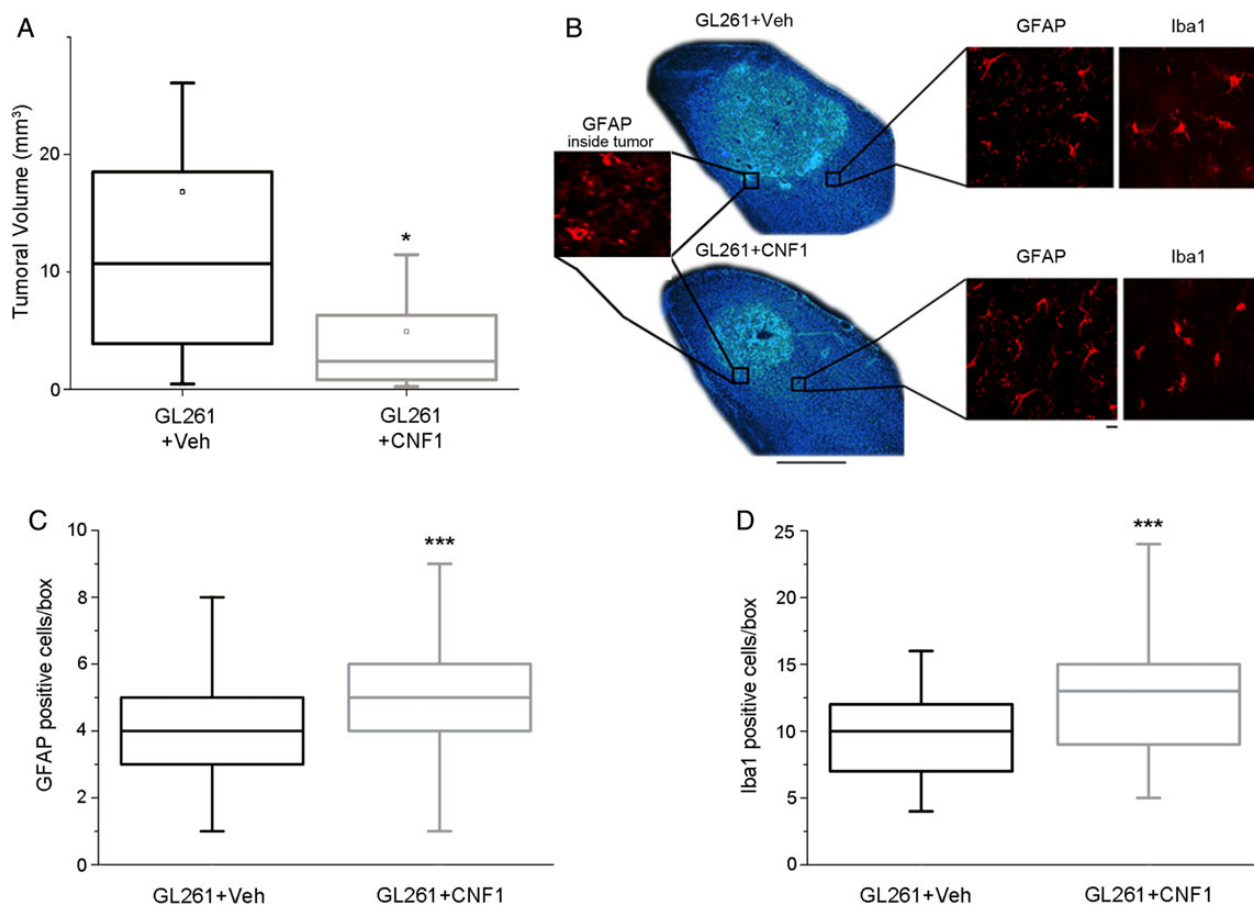 A
Tumoral Volume (mm³)
20
10
0
*
GL261
+Veh
GL261
+CNF1
B
GL261+Veh
GFAP
Iba1
GFAP
inside tumor
GL261+CNF1
GFAP
Iba1
C
GFAP positive cells/box
10
8
6
4
2
0
***
GL261+Veh
GL261+CNF1
D
Iba1 positive cells/box
25
20
15
10
5
0
***
GL261+Veh
GL261+CNF1